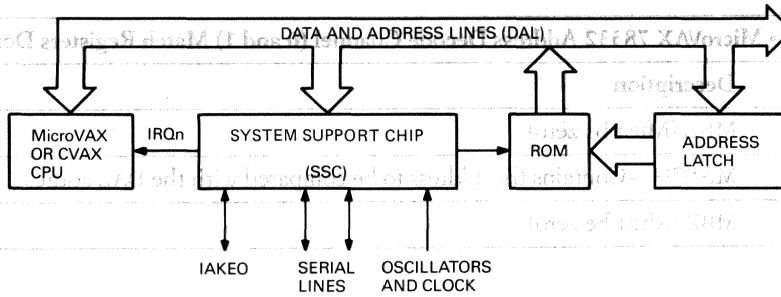 DATA AND ADDRESS LINES (DAL)
MicroVAX
OR CVAX
CPU
IRQn
SYSTEM SUPPORT CHIP
(SSC)
ROM
ADDRESS
LATCH
IAKEO
SERIAL
LINES
OSCILLATORS
AND CLOCK